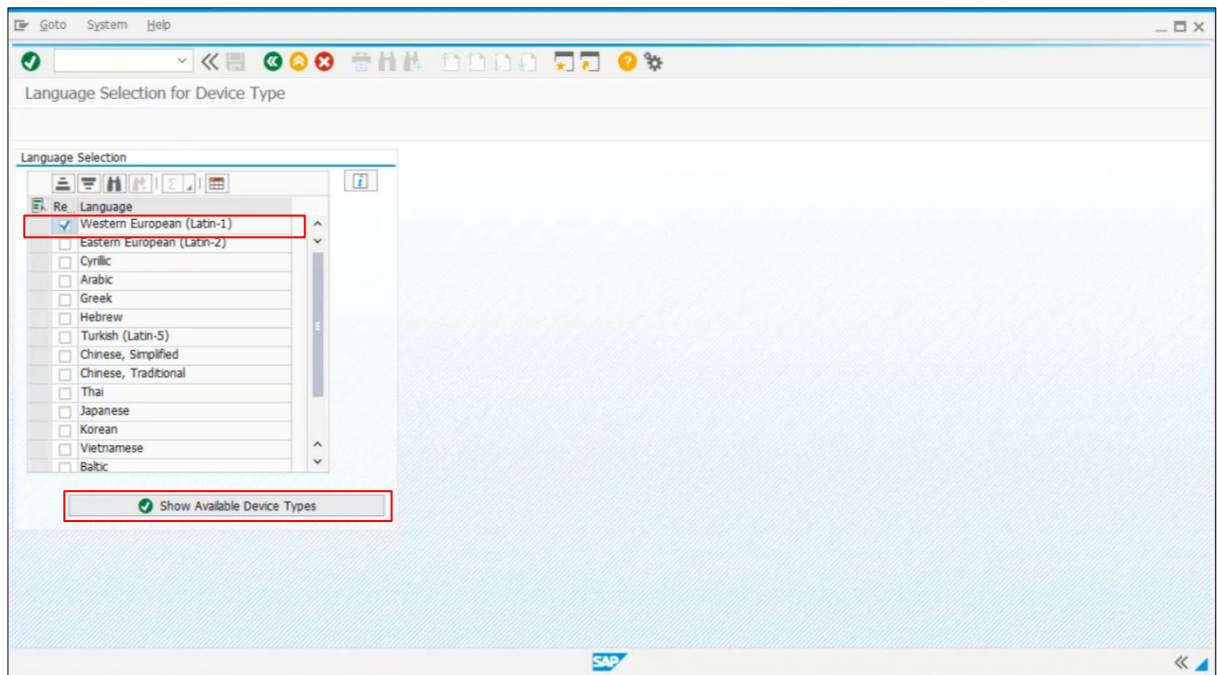 Goto System Help
Language Selection for Device Type
Language Selection
Re... Language
Western European (Latin-1)
Eastern European (Latin-2)
Cyrillic
Arabic
Greek
Hebrew
Turkish (Latin-5)
Chinese, Simplified
Chinese, Traditional
Thai
Japanese
Korean
Vietnamese
Baltic
Show Available Device Types
SAP